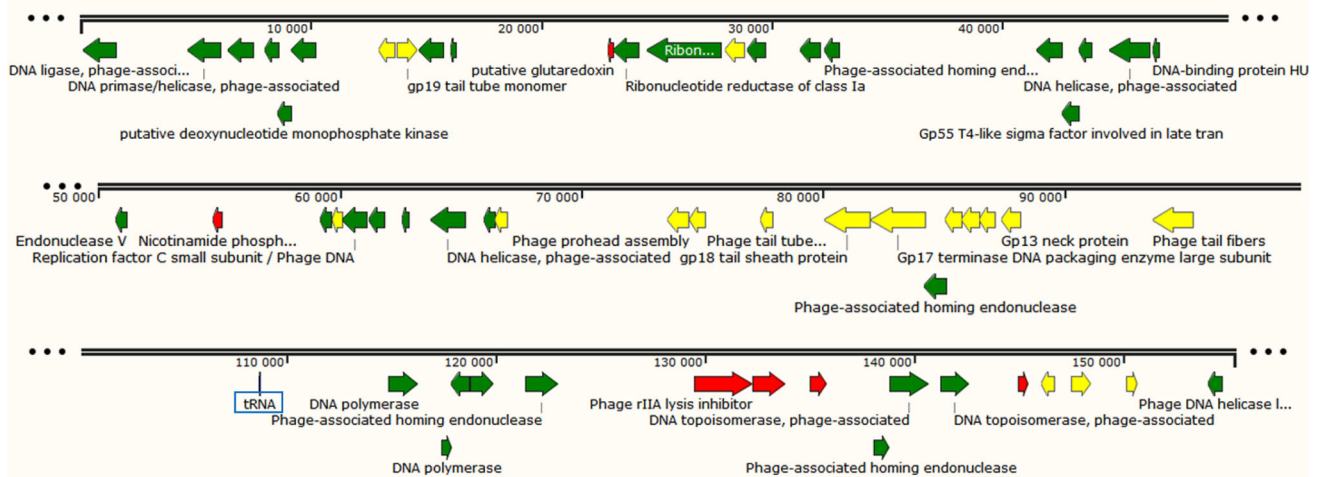 10 000 20 000 30 000 40 000
Ribon...
DNA ligase, phage-associ... putative glutaredoxin Phage-associated homing end... DNA-binding protein HU
DNA primase/helicase, phage-associated gp19 tail tube monomer Ribonucleotide reductase of class Ia DNA helicase, phage-associated
putative deoxynucleotide monophosphate kinase Gp55 T4-like sigma factor involved in late tran
50 000 60 000 70 000 80 000 90 000
Endonuclease V Nicotinamide phosph... Phage prohead assembly Phage tail tube... Gp13 neck protein Phage tail fibers
Replication factor C small subunit / Phage DNA DNA helicase, phage-associated gp18 tail sheath protein Gp17 terminase DNA packaging enzyme large subunit
Phage-associated homing endonuclease
110 000 120 000 130 000 140 000 150 000
tRNA DNA polymerase Phage rIIA lysis inhibitor Phage DNA helicase l...
Phage-associated homing endonuclease DNA topoisomerase, phage-associated DNA topoisomerase, phage-associated
DNA polymerase Phage-associated homing endonuclease